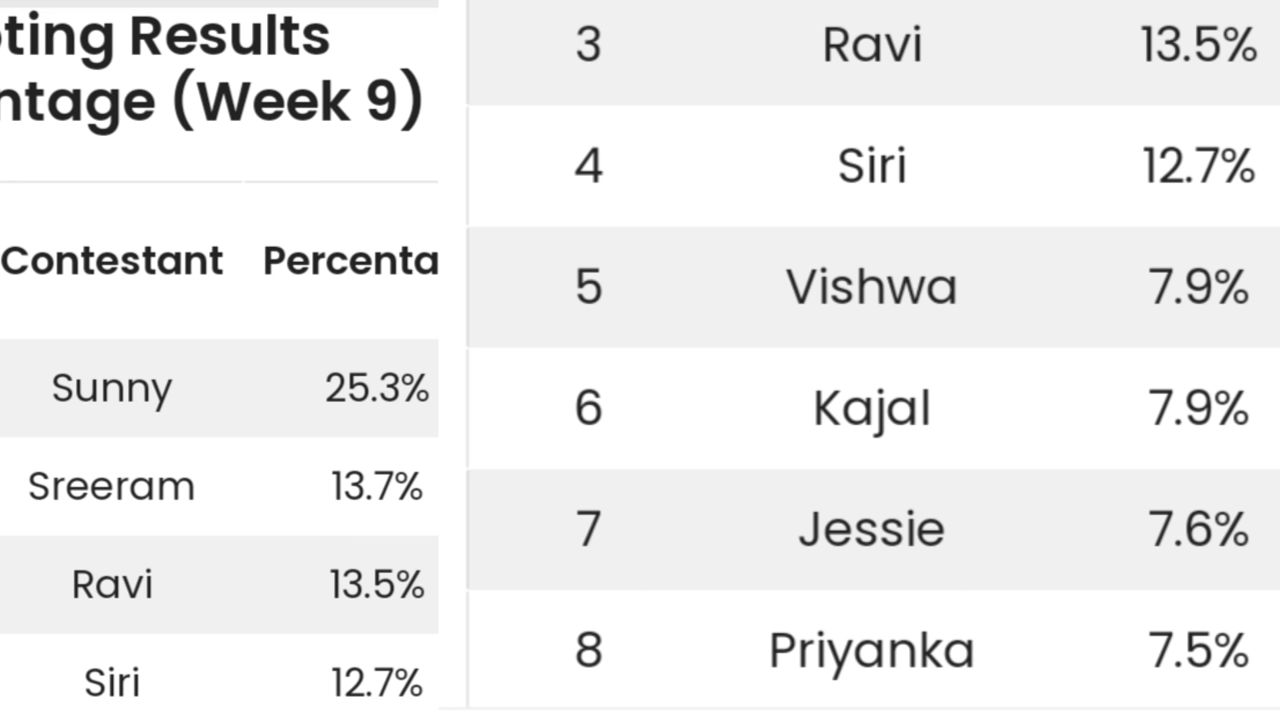 ting Results
ntage (Week 9)
Contestant Percenta
Sunny 25.3%
Sreeram 13.7%
Ravi 13.5%
Siri 12.7%
3 Ravi 13.5%
4 Siri 12.7%
5 Vishwa 7.9%
6 Kajal 7.9%
7 Jessie 7.6%
8 Priyanka 7.5%